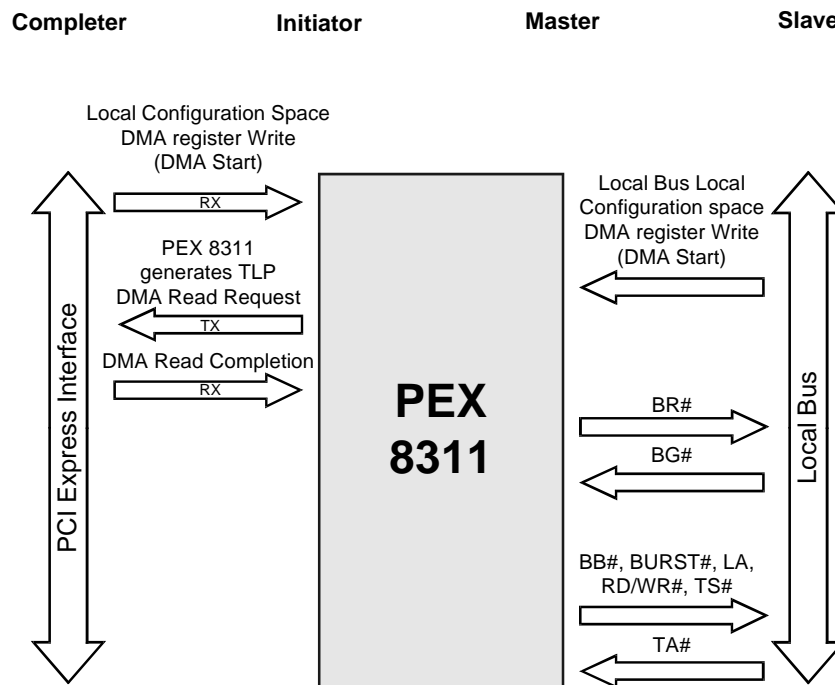 Completer Initiator Master Slave
Local Configuration Space
DMA register Write
(DMA Start)
RX
PEX 8311
generates TLP
DMA Read Request
TX
DMA Read Completion
RX
PCI Express Interface
PEX
8311
Local Bus Local
Configuration space
DMA register Write
(DMA Start)
BR#
BG#
BB#, BURST#, LA,
RD/WR#, TS#
TA#
Local Bus